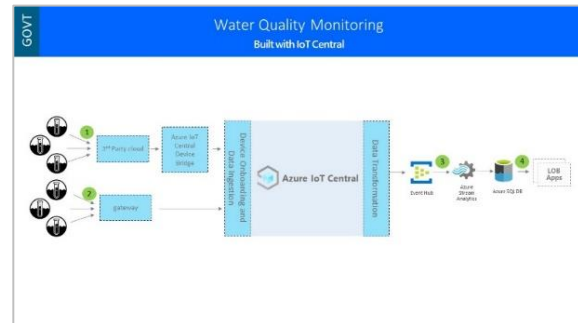 GOVT
Water Quality Monitoring
Built with IoT Central
1
3rd Party cloud
Azure IoT
Central
Device
Bridge
2
gateway
Device Onboarding and
Data Ingestion
Azure IoT Central
Data Transformation
Event Hub
3
Azure
Stream
Analytics
4
Azure SQL DB
LOB
Apps